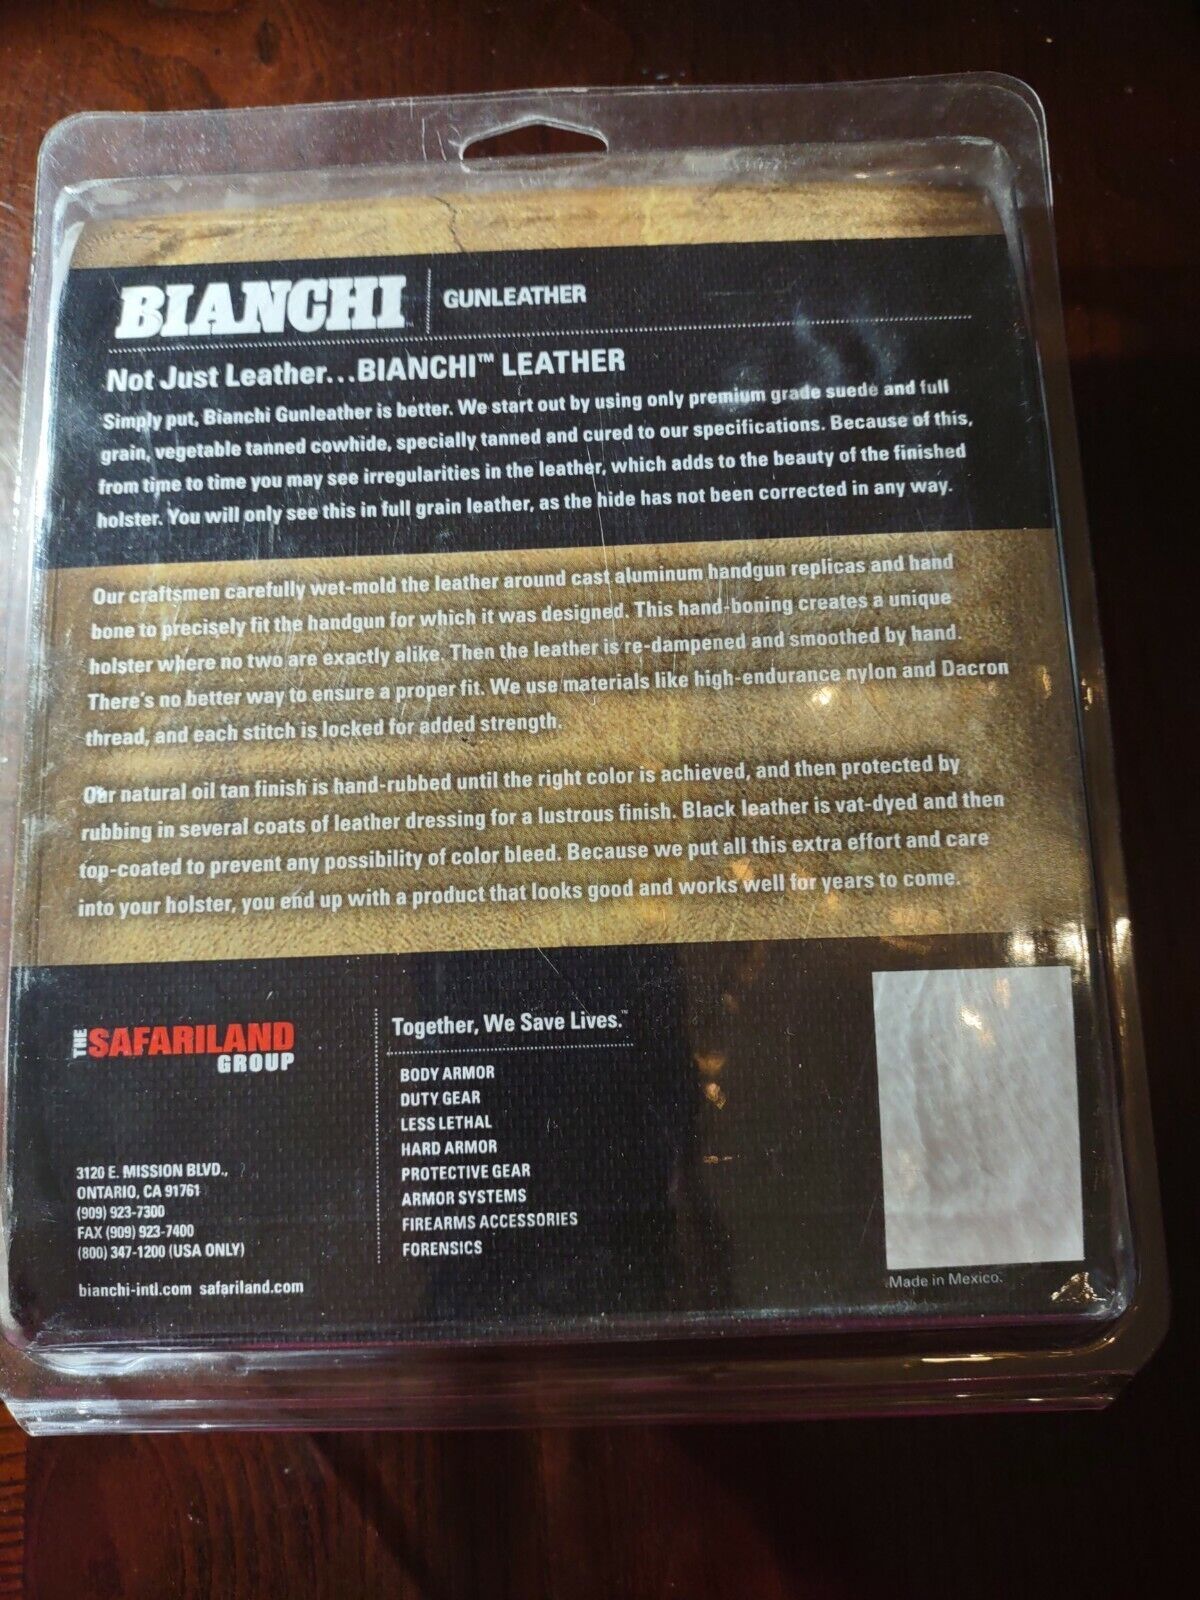 BIANCHI™ GUNLEATHER
Not Just Leather...BIANCHI™ LEATHER
Simply put, Bianchi Gunleather is better. We start out by using only premium grade suede and full
grain, vegetable tanned cowhide, specially tanned and cured to our specifications. Because of this,
from time to time you may see irregularities in the leather, which adds to the beauty of the finished
holster. You will only see this in full grain leather, as the hide has not been corrected in any way.
Our craftsmen carefully wet-mold the leather around cast aluminum handgun replicas and hand
bone to precisely fit the handgun for which it was designed. This hand-boning creates a unique
holster where no two are exactly alike. Then the leather is re-dampened and smoothed by hand.
There's no better way to ensure a proper fit. We use materials like high-endurance nylon and Dacron
thread, and each stitch is locked for added strength.
Our natural oil tan finish is hand-rubbed until the right color is achieved, and then protected by
rubbing in several coats of leather dressing for a lustrous finish. Black leather is vat-dyed and then
top-coated to prevent any possibility of color bleed. Because we put all this extra effort and care
into your holster, you end up with a product that looks good and works well for years to come.
THE SAFARILAND
GROUP
3120 E. MISSION BLVD.,
ONTARIO, CA 91761
(909) 923-7300
FAX (909) 923-7400
(800) 347-1200 (USA ONLY)
bianchi-intl.com safariland.com
Together, We Save Lives.™
BODY ARMOR
DUTY GEAR
LESS LETHAL
HARD ARMOR
PROTECTIVE GEAR
ARMOR SYSTEMS
FIREARMS ACCESSORIES
FORENSICS
Made in Mexico.